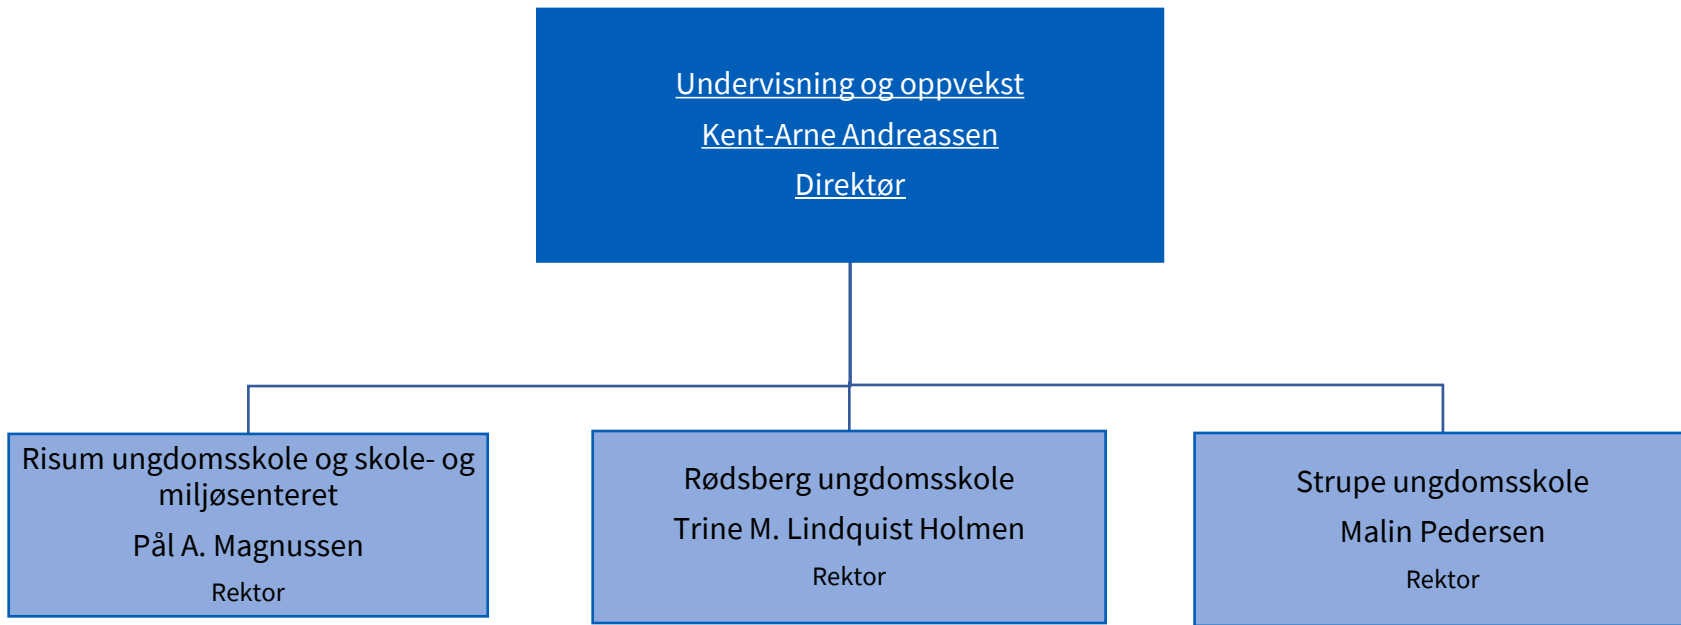 Undervisning og oppvekst
Kent-Arne Andreassen
Direktør
Risum ungdomsskole og skole- og
miljøsenteret
Pål A. Magnussen
Rektor
Rødsberg ungdomsskole
Trine M. Lindquist Holmen
Rektor
Strupe ungdomsskole
Malin Pedersen
Rektor